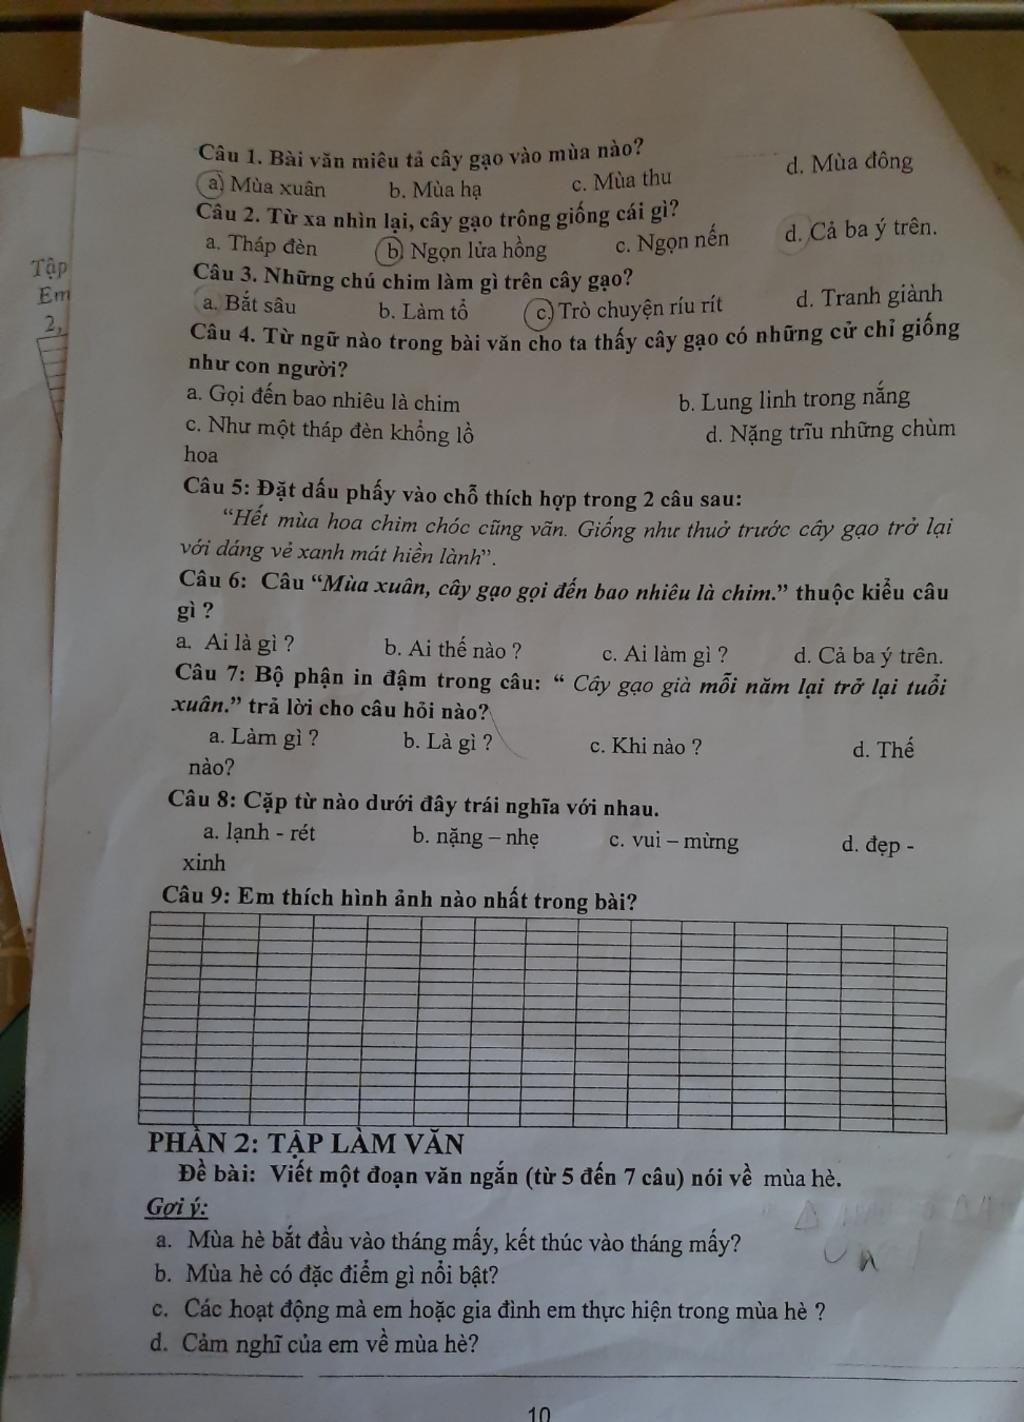 Câu 1. Bài văn miêu tả cây gạo vào mùa nào?
a) Mùa xuân b. Mùa hạ c. Mùa thu d. Mùa đông
Câu 2. Từ xa nhìn lại, cây gạo trông giống cái gì?
a. Tháp đèn b) Ngọn lửa hồng c. Ngọn nến d. Cả ba ý trên.
Câu 3. Những chú chim làm gì trên cây gạo?
a. Bắt sâu b. Làm tổ c) Trò chuyện ríu rít d. Tranh giành
Câu 4. Từ ngữ nào trong bài văn cho ta thấy cây gạo có những cử chỉ giống
như con người?
a. Gọi đến bao nhiêu là chim b. Lung linh trong nắng
c. Như một tháp đèn khổng lồ d. Nặng trĩu những chùm
hoa
Câu 5: Đặt dấu phẩy vào chỗ thích hợp trong 2 câu sau:
“Hết mùa hoa chim chóc cũng vãn. Giống như thuở trước cây gạo trở lại
với dáng vẻ xanh mát hiền lành”.
Câu 6: Câu “Mùa xuân, cây gạo gọi đến bao nhiêu là chim.” thuộc kiểu câu
gì ?
a. Ai là gì ? b. Ai thế nào ? c. Ai làm gì ? d. Cả ba ý trên.
Câu 7: Bộ phận in đậm trong câu: “ Cây gạo già mỗi năm lại trở lại tuổi
xuân.” trả lời cho câu hỏi nào?
a. Làm gì ? b. Là gì ? c. Khi nào ? d. Thế
nào?
Câu 8: Cặp từ nào dưới đây trái nghĩa với nhau.
a. lạnh - rét b. nặng – nhẹ c. vui – mừng d. đẹp -
xinh
Câu 9: Em thích hình ảnh nào nhất trong bài?
PHẦN 2: TẬP LÀM VĂN
Đề bài: Viết một đoạn văn ngắn (từ 5 đến 7 câu) nói về mùa hè.
Gợi ý:
a. Mùa hè bắt đầu vào tháng mấy, kết thúc vào tháng mấy?
b. Mùa hè có đặc điểm gì nổi bật?
c. Các hoạt động mà em hoặc gia đình em thực hiện trong mùa hè ?
d. Cảm nghĩ của em về mùa hè?
10
Tập
Em
2,